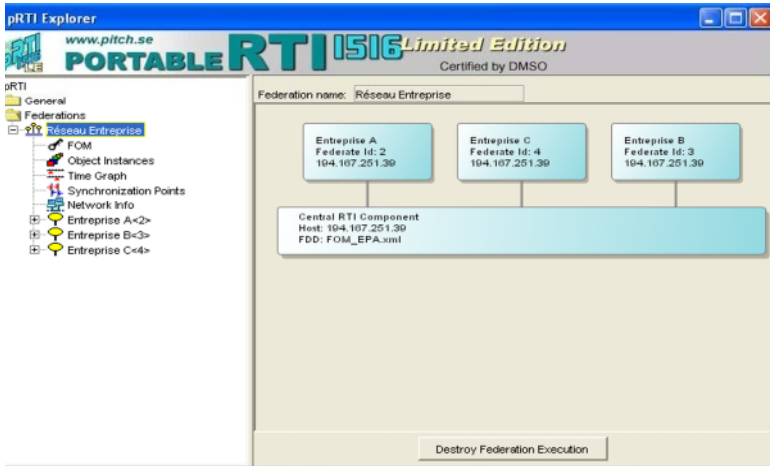 pRTI Explorer
www.pitch.se
PORTABLE RTI 1516 Limited Edition
Certified by DMSO
pRTI
General
Federations
Réseau Entreprise
FOM
Object Instances
Time Graph
Synchronization Points
Network Info
Entreprise A<2>
Entreprise B<3>
Entreprise C<4>
Federation name: Réseau Entreprise
Entreprise A
Federate Id: 2
194.167.251.39
Entreprise C
Federate Id: 4
194.167.251.39
Entreprise B
Federate Id: 3
194.167.251.39
Central RTI Component
Host: 194.167.251.39
FDD: FOM_EPA.xml
Destroy Federation Execution